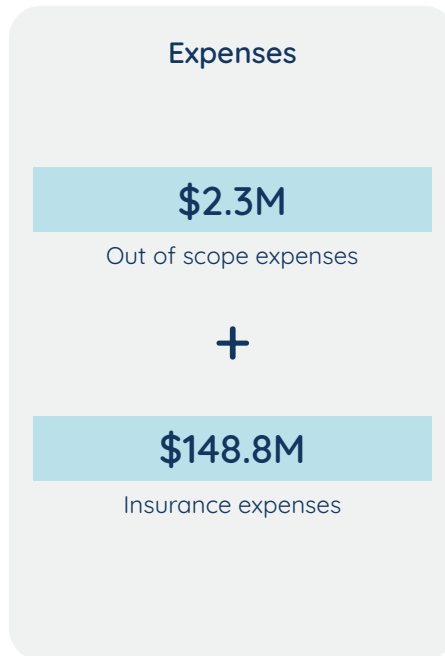 Expenses
$2.3M
Out of scope expenses
+
$148.8M
Insurance expenses